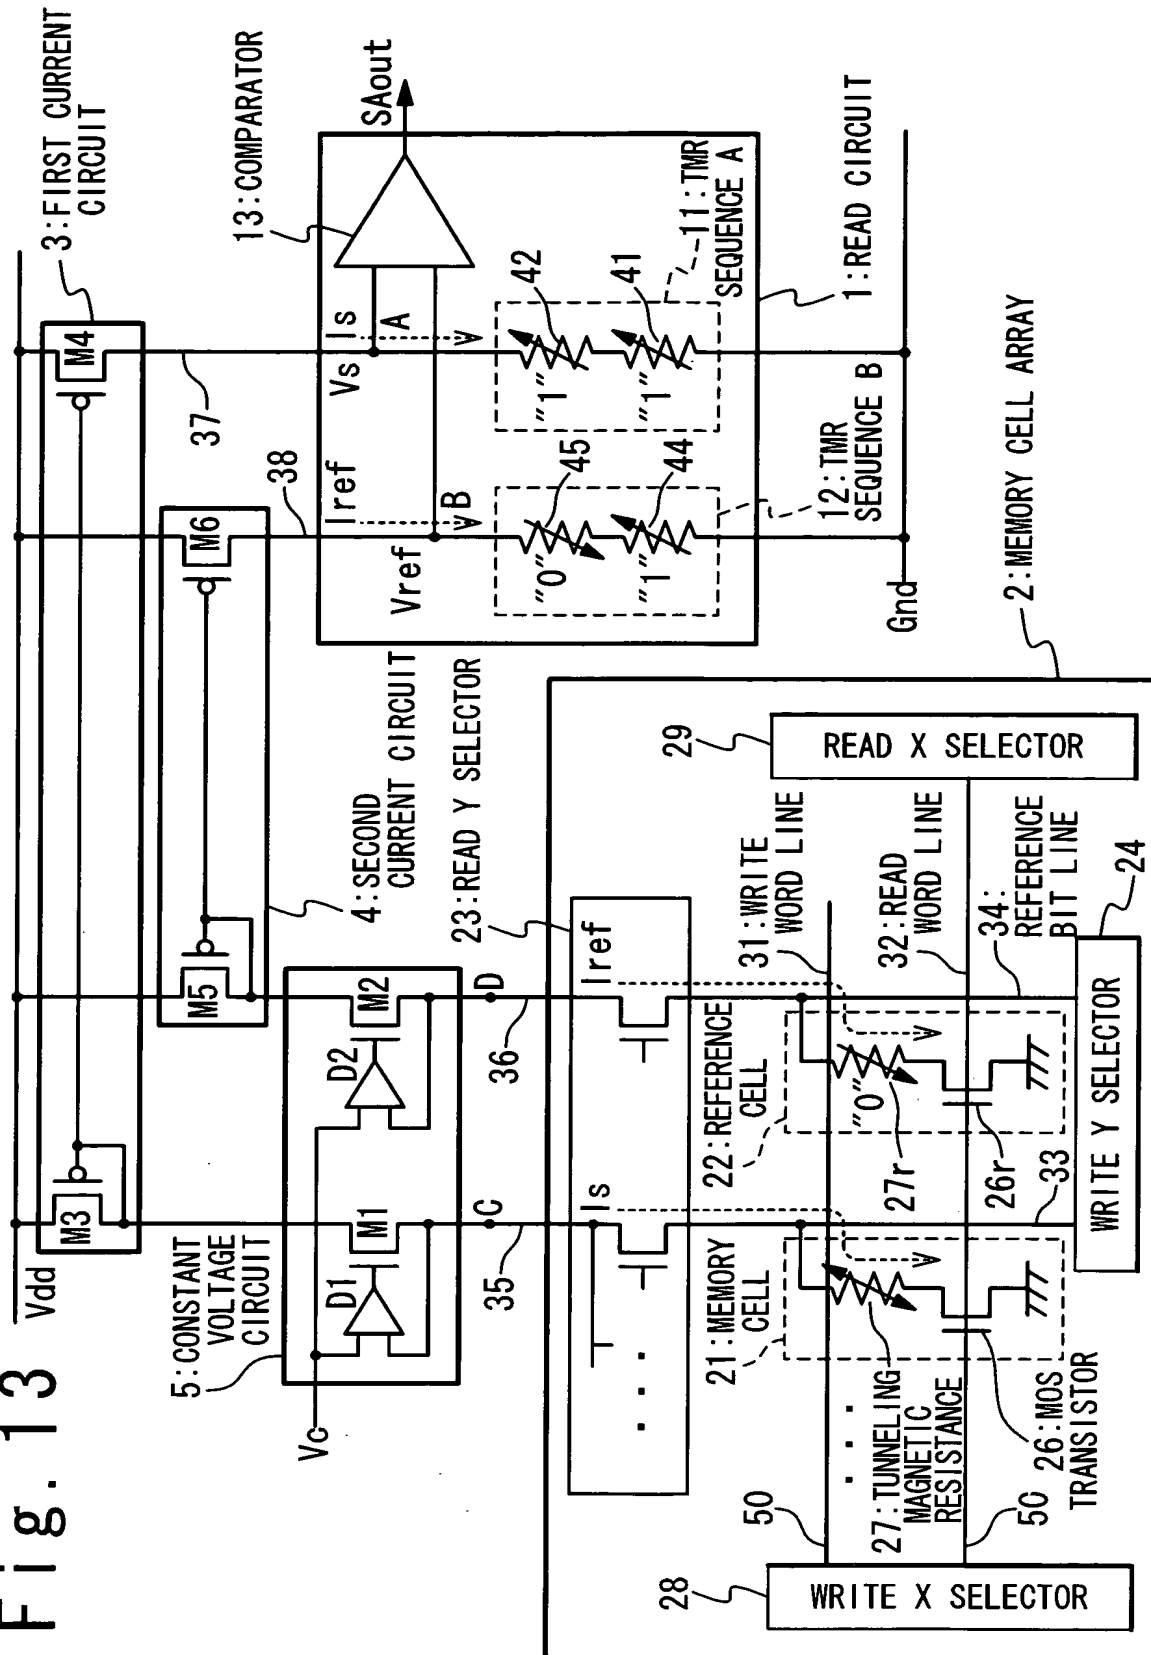 Fig. 13
Vdd
3:FIRST CURRENT
CIRCUIT
M3
M4
M5
M6
4:SECOND
CURRENT CIRCUIT
5:CONSTANT
VOLTAGE
CIRCUIT
Vc
D1
M1
D2
M2
C
D
35
36
37
38
13:COMPARATOR
SAout
Iref
Is
Vref
B
Vs
A
45
42
"0"
"1"
44
41
"1"
"1"
12:TMR
SEQUENCE B
11:TMR
SEQUENCE A
1:READ CIRCUIT
Gnd
2:MEMORY CELL ARRAY
23:READ Y SELECTOR
Is
Iref
21:MEMORY
CELL
22:REFERENCE
CELL
31:WRITE
WORD LINE
32:READ
WORD LINE
34:
REFERENCE
BIT LINE
29
READ X SELECTOR
50
27:TUNNELING
MAGNETIC
RESISTANCE
"0"
27r
26r
33
26:MOS
TRANSISTOR
50
28
WRITE X SELECTOR
WRITE Y SELECTOR
24